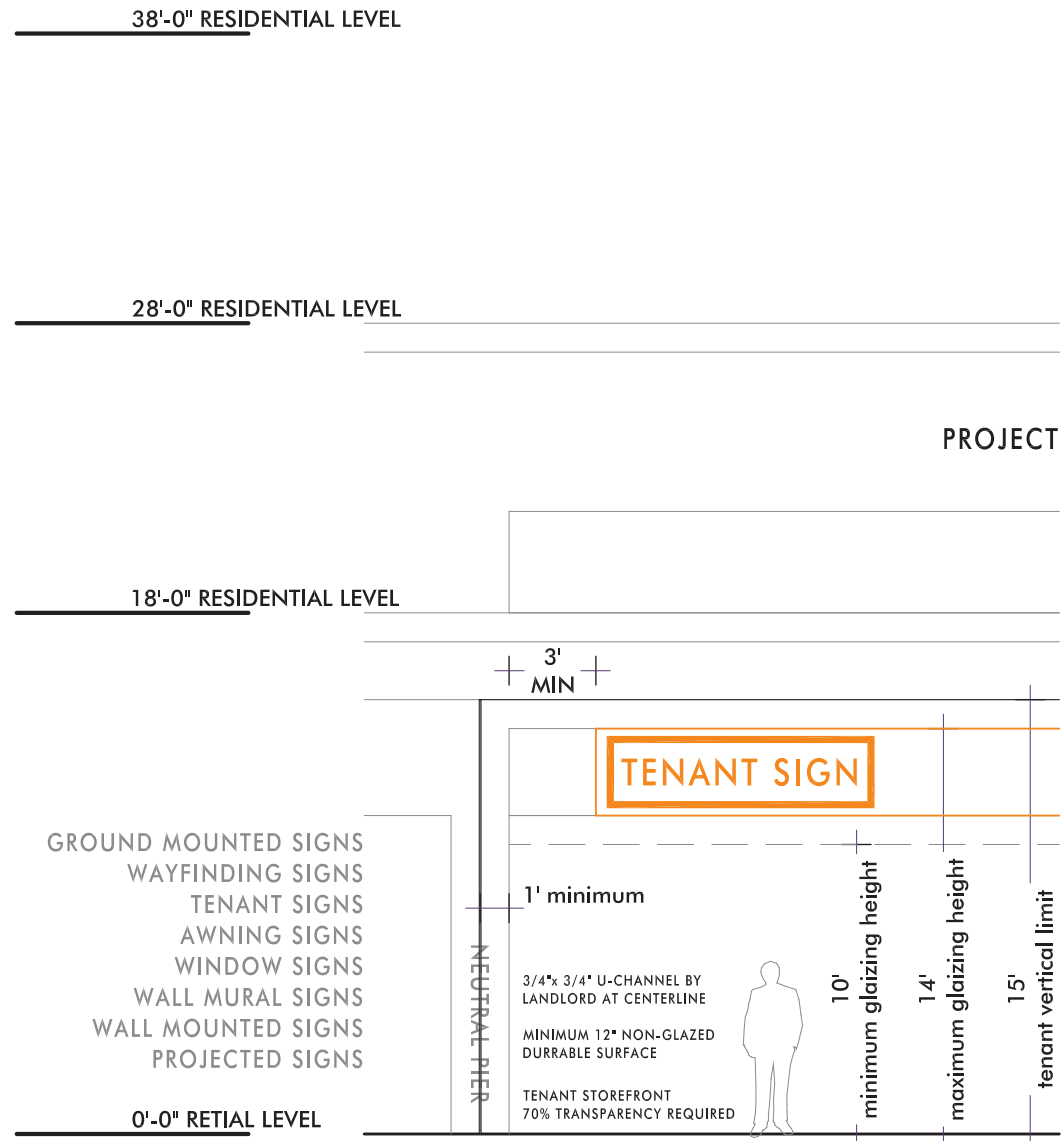 38'-0" RESIDENTIAL LEVEL
28'-0" RESIDENTIAL LEVEL
PROJECT
18'-0" RESIDENTIAL LEVEL
3'
MIN
TENANT SIGN
GROUND MOUNTED SIGNS
WAYFINDING SIGNS
TENANT SIGNS
AWNING SIGNS
WINDOW SIGNS
WALL MURAL SIGNS
WALL MOUNTED SIGNS
PROJECTED SIGNS
1' minimum
NEUTRAL PIER
3/4"x 3/4" U-CHANNEL BY
LANDLORD AT CENTERLINE
MINIMUM 12" NON-GLAZED
DURRABLE SURFACE
TENANT STOREFRONT
70% TRANSPARENCY REQUIRED
10'
minimum glaizing height
14'
maximum glaizing height
15'
tenant vertical limit
0'-0" RETIAL LEVEL